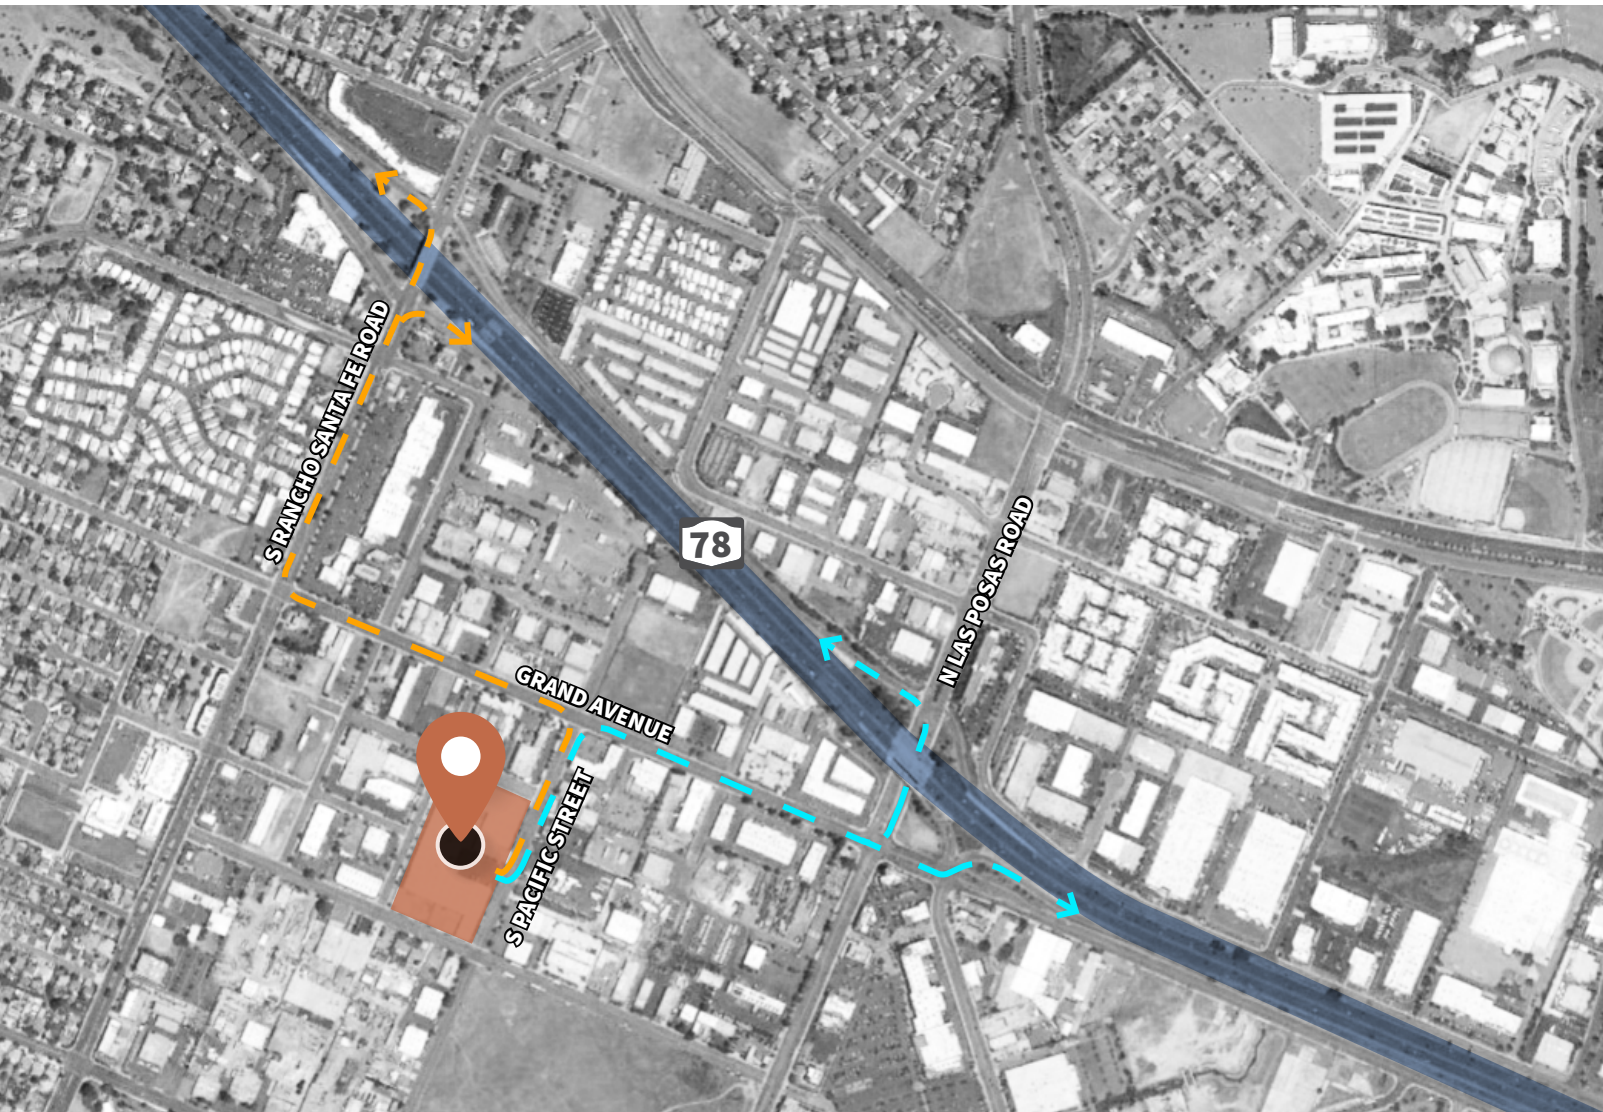 S RANCHO SANTA FE ROAD
78
N LAS POSAS ROAD
GRAND AVENUE
S PACIFIC STREET